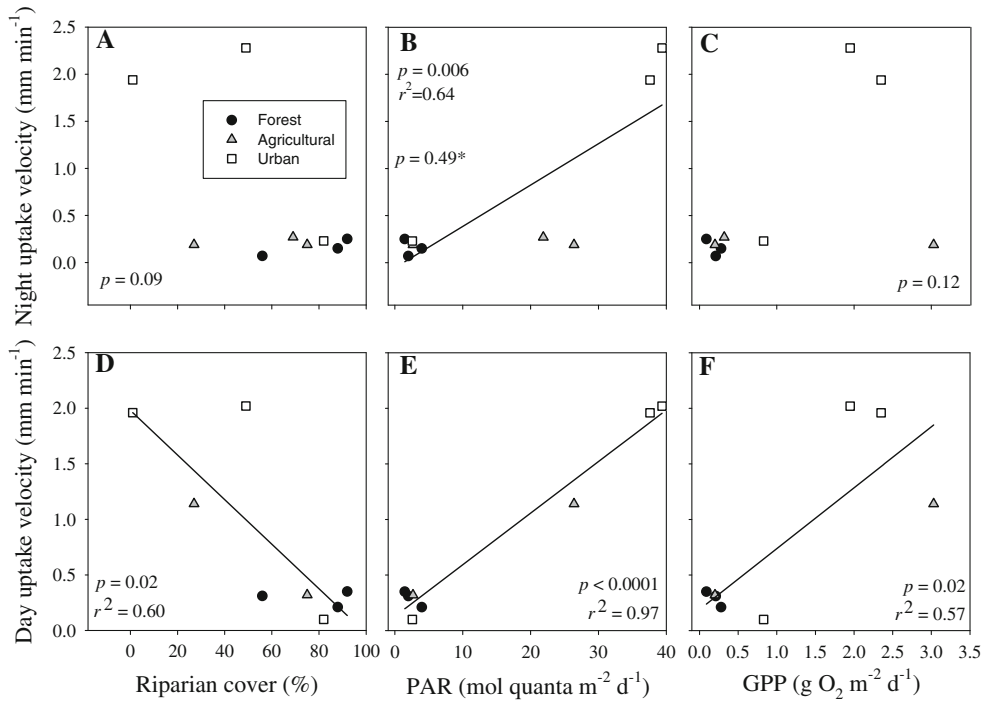 Night uptake velocity (mm min⁻¹)
2.5
2.0
1.5
1.0
0.5
0.0
A
Forest
Agricultural
Urban
p = 0.09
B
p = 0.006
r²=0.64
p = 0.49*
C
p = 0.12
Day uptake velocity (mm min⁻¹)
2.5
2.0
1.5
1.0
0.5
0.0
D
p = 0.02
r² = 0.60
E
p < 0.0001
r² = 0.97
F
p = 0.02
r² = 0.57
0 20 40 60 80 100
0 10 20 30 40
0.0 0.5 1.0 1.5 2.0 2.5 3.0 3.5
Riparian cover (%)
PAR (mol quanta m⁻² d⁻¹)
GPP (g O₂ m⁻² d⁻¹)